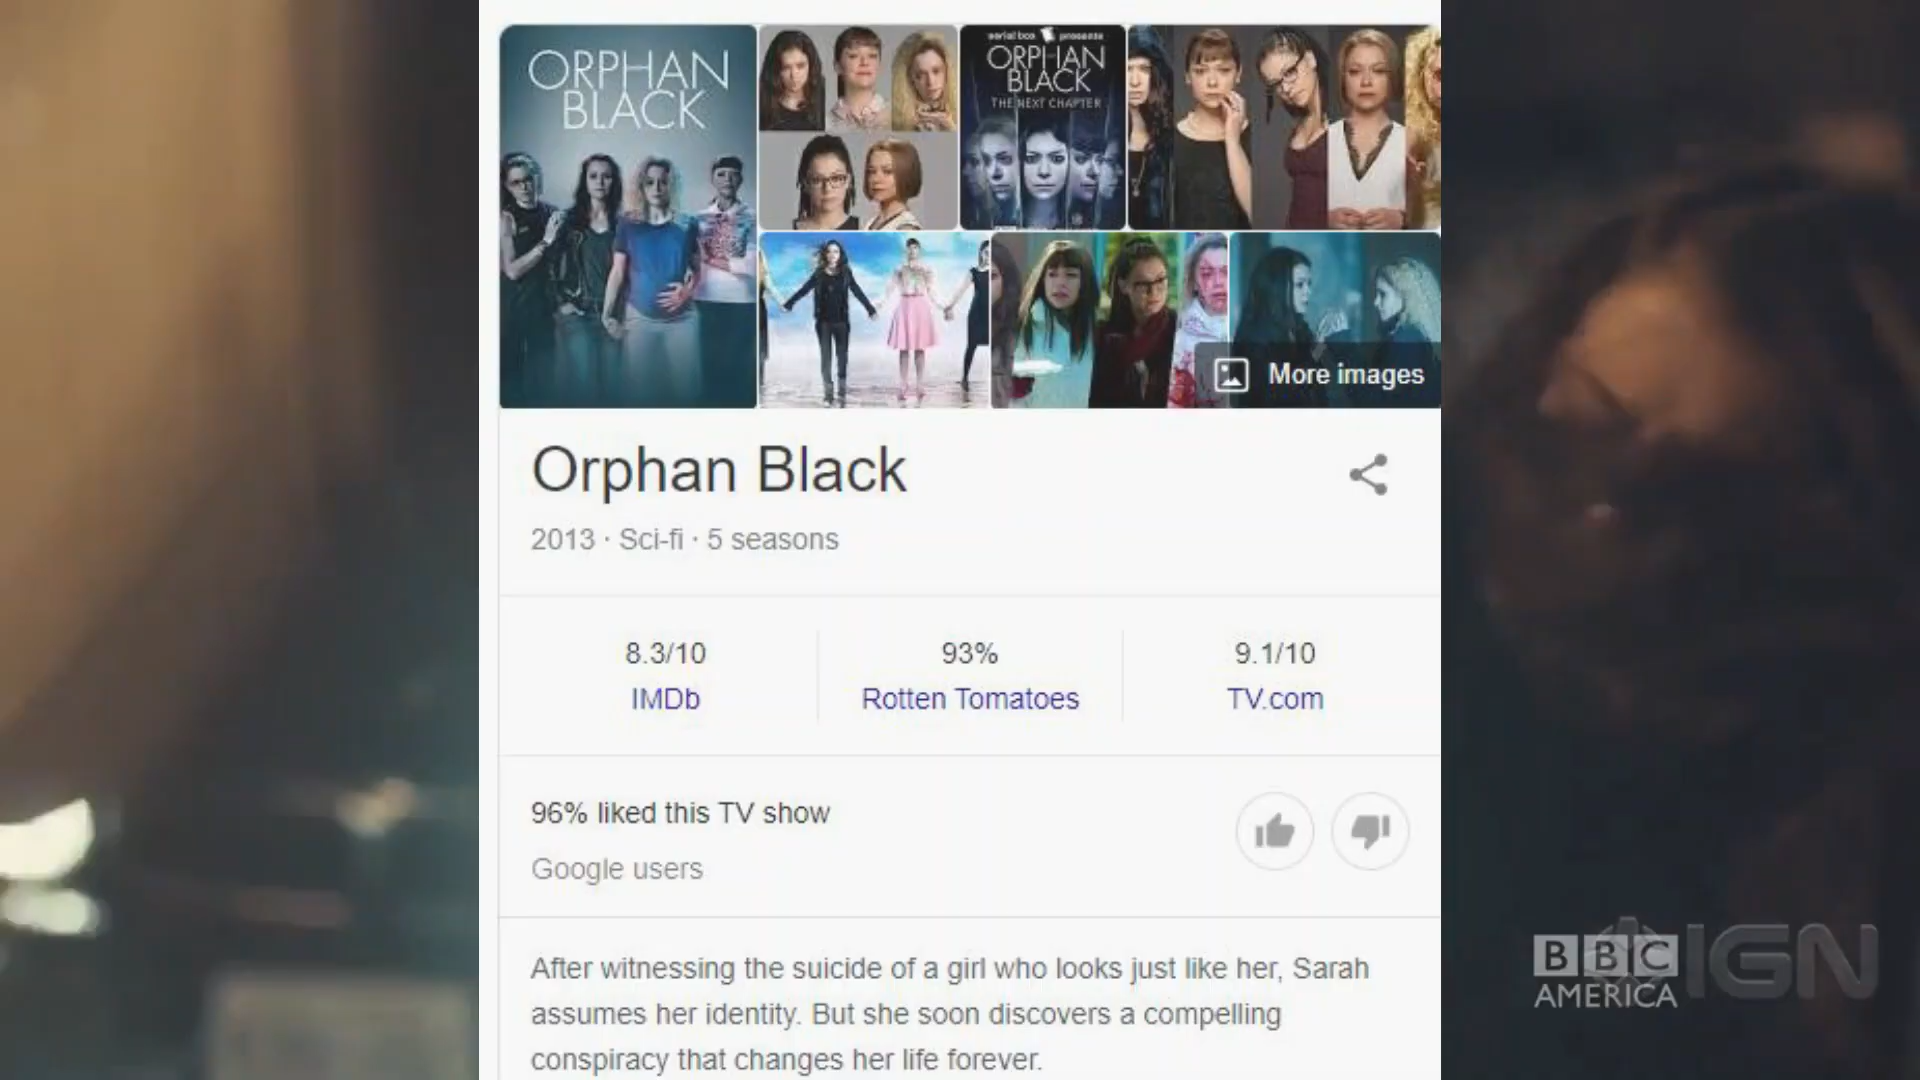 ORPHAN
BLACK
serial box presents
ORPHAN
BLACK
THE NEXT CHAPTER
More images
Orphan Black
2013 · Sci-fi · 5 seasons
8.3/10
IMDb
93%
Rotten Tomatoes
9.1/10
TV.com
96% liked this TV show
Google users
After witnessing the suicide of a girl who looks just like her, Sarah
assumes her identity. But she soon discovers a compelling
conspiracy that changes her life forever.
BBC
AMERICA
IGN